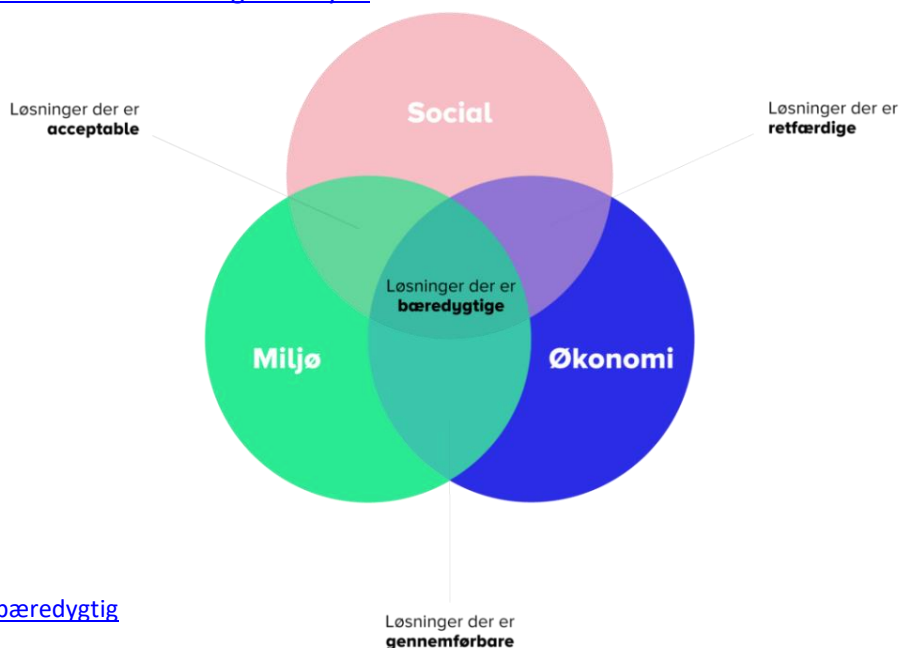 Social
Løsninger der er
acceptable
Løsninger der er
retfærdige
Løsninger der er
bæredygtige
Miljø
Økonomi
bæredygtig
Løsninger der er
gennemførbare